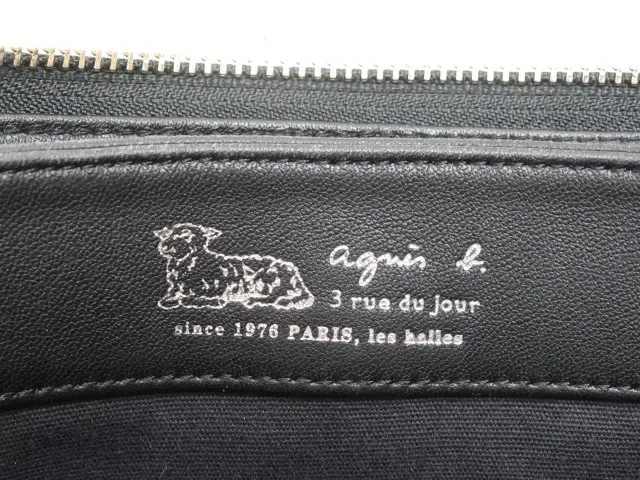 agnès b.
3 rue du jour
since 1976 PARIS, les halles